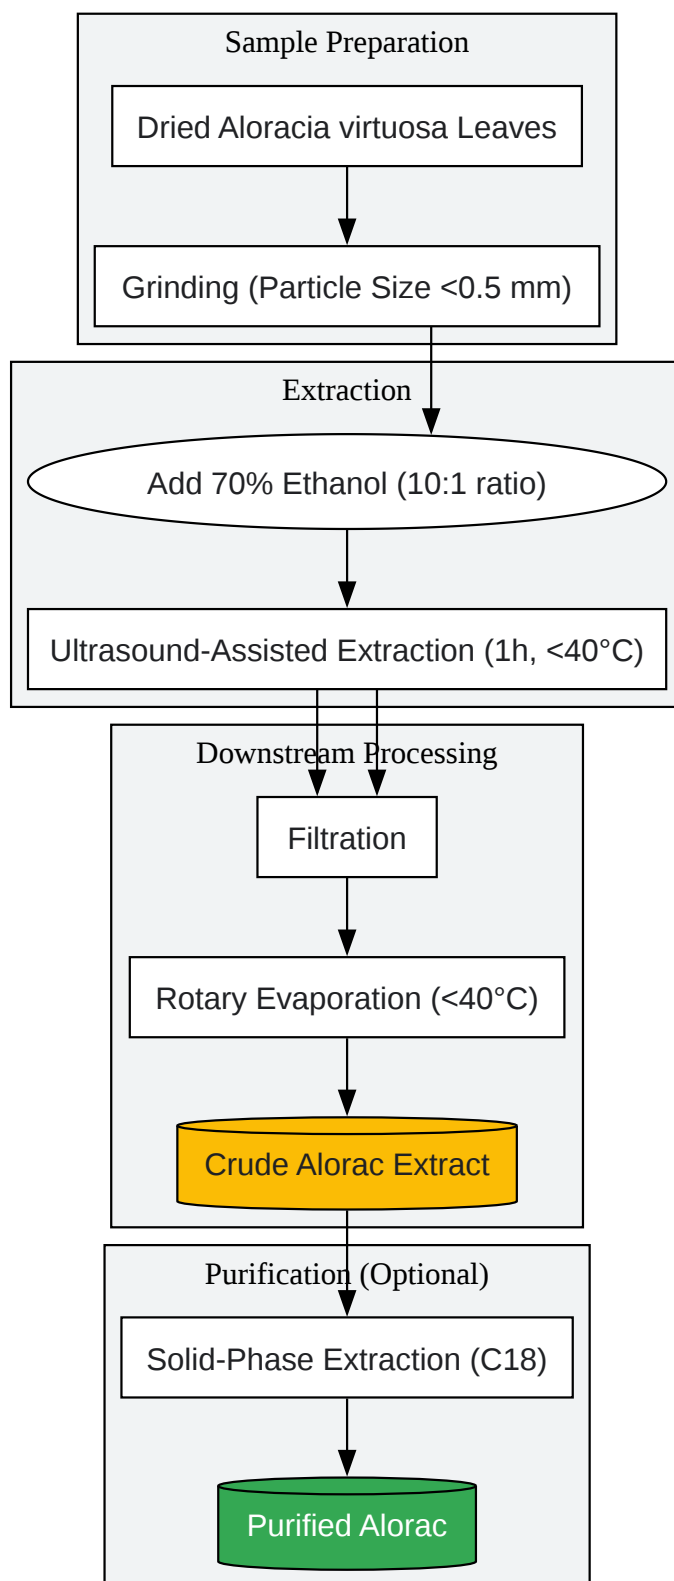 Sample Preparation
Dried Aloracia virtuosa Leaves
Grinding (Particle Size <0.5 mm)
Extraction
Add 70% Ethanol (10:1 ratio)
Ultrasound-Assisted Extraction (1h, <40°C)
Downstream Processing
Filtration
Rotary Evaporation (<40°C)
Crude Alorac Extract
Purification (Optional)
Solid-Phase Extraction (C18)
Purified Alorac